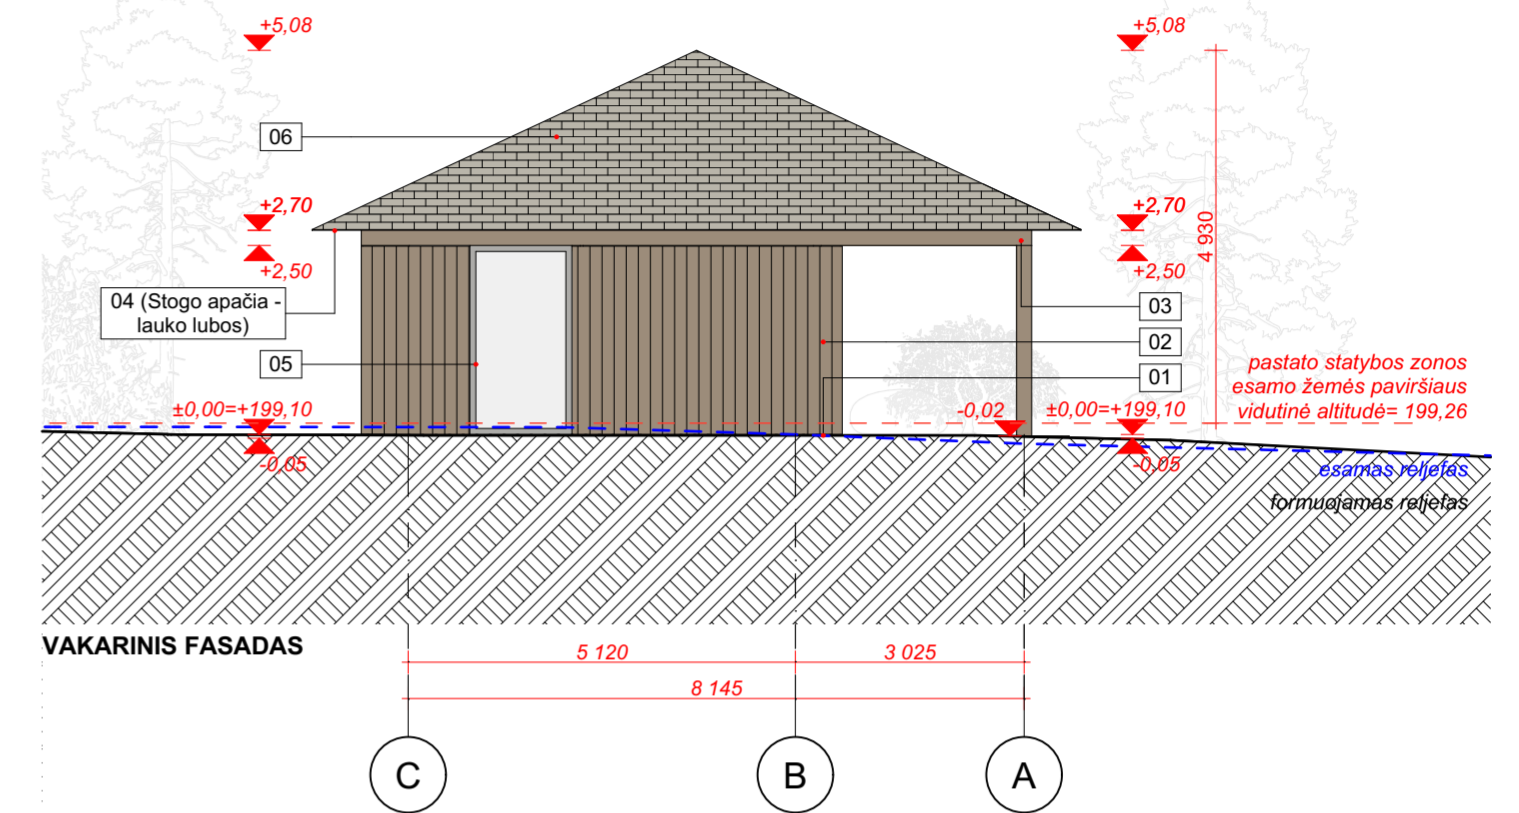 +5,08
+5,08
06
+2,70
+2,70
4 930
+2,50
+2,50
04 (Stogo apačia -
lauko lubos)
03
02
05
01
pastato statybos zonos
esamo žemės paviršiaus
vidutinė altitudė= 199,26
±0,00=+199,10
-0,02
±0,00=+199,10
-0,05
-0,05
esamas reljefas
formuojamas reljefas
VAKARINIS FASADAS
5 120
3 025
8 145
C
B
A